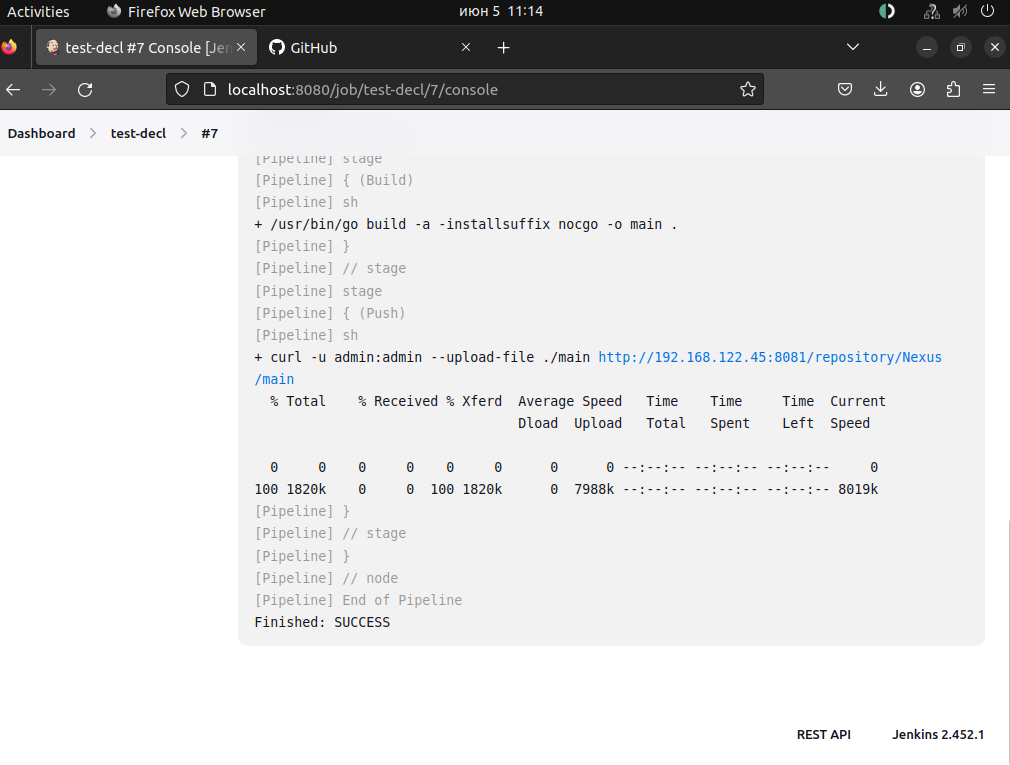 Activities Firefox Web Browser июн 5 11:14
test-decl #7 Console [Jen GitHub
localhost:8080/job/test-decl/7/console
Dashboard test-decl #7
[Pipeline] stage
[Pipeline] { (Build)
[Pipeline] sh
+ /usr/bin/go build -a -installsuffix nocgo -o main .
[Pipeline] }
[Pipeline] // stage
[Pipeline] stage
[Pipeline] { (Push)
[Pipeline] sh
+ curl -u admin:admin --upload-file ./main http://192.168.122.45:8081/repository/Nexus
/main
% Total % Received % Xferd Average Speed Time Time Time Current
Dload Upload Total Spent Left Speed
0 0 0 0 0 0 0 0 --:--:-- --:--:-- --:--:-- 0
100 1820k 0 0 100 1820k 0 7988k --:--:-- --:--:-- --:--:-- 8019k
[Pipeline] }
[Pipeline] // stage
[Pipeline] }
[Pipeline] // node
[Pipeline] End of Pipeline
Finished: SUCCESS
REST API Jenkins 2.452.1